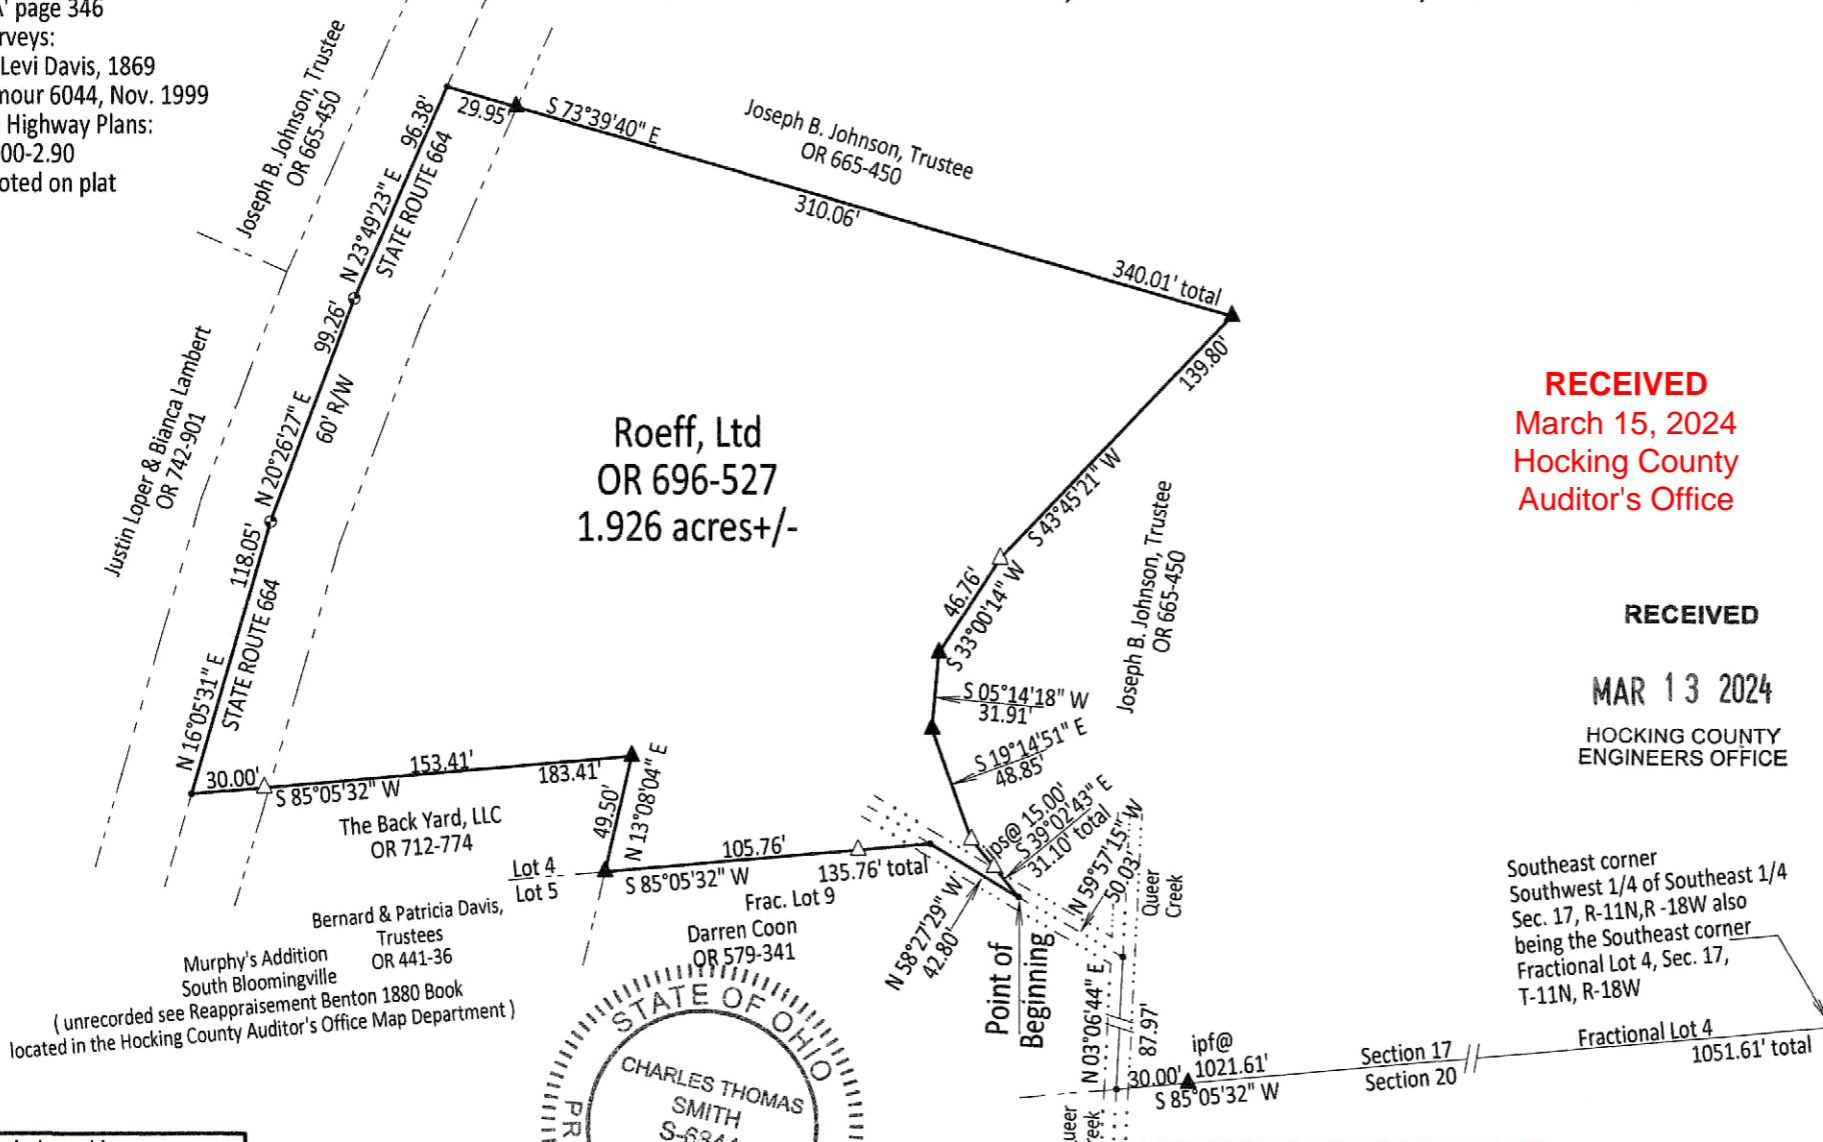 page 346
Levi Davis, 1869
6044, Nov. 1999
Highway Plans:
00-2.90
on plat
Joseph B. Johnson, Trustee
OR 665-450
96.38'
N 23°49'23" E
STATE ROUTE 664
29.95'
S 73°39'40" E
310.06'
340.01' total
Joseph B. Johnson, Trustee
OR 665-450
99.26'
N 20°26'27" E
60' R/W
Justin Loper & Bianca Lambert
OR 742-901
118.05'
N 16°05'31" E
STATE ROUTE 664
Roeff, Ltd
OR 696-527
1.926 acres+/-
139.80'
S 43°45'21" W
46.76'
S 33°00'14" W
S 05°14'18" W
31.91'
S 19°14'51" E
48.85'
Joseph B. Johnson, Trustee
OR 665-450
RECEIVED
March 15, 2024
Hocking County
Auditor's Office
RECEIVED
MAR 13 2024
HOCKING COUNTY
ENGINEERS OFFICE
30.00'
S 85°05'32" W
153.41'
183.41'
The Back Yard, LLC
OR 712-774
49.50'
N 13°08'04" E
Lot 4
Lot 5
105.76'
S 85°05'32" W
135.76' total
Frac. Lot 9
Darren Coon
OR 579-341
ips@ 15.00'
S 39°02'43" E
31.10' total
N 58°27'29" W
42.80'
N 59°57'15" W
50.03'
Queer
Creek
Point of
Beginning
N 03°06'44" E
87.97'
Bernard & Patricia Davis,
Trustees
OR 441-36
Murphy's Addition
South Bloomingville
( unrecorded see Reappraisement Benton 1880 Book
located in the Hocking County Auditor's Office Map Department )
STATE OF OHIO
CHARLES THOMAS
SMITH
S-6844
PR
Southeast corner
Southwest 1/4 of Southeast 1/4
Sec. 17, R-11N,R -18W also
being the Southeast corner
Fractional Lot 4, Sec. 17,
T-11N, R-18W
ipf@
30.00' 1021.61'
S 85°05'32" W
Section 17
Section 20
Fractional Lot 4
1051.61' total